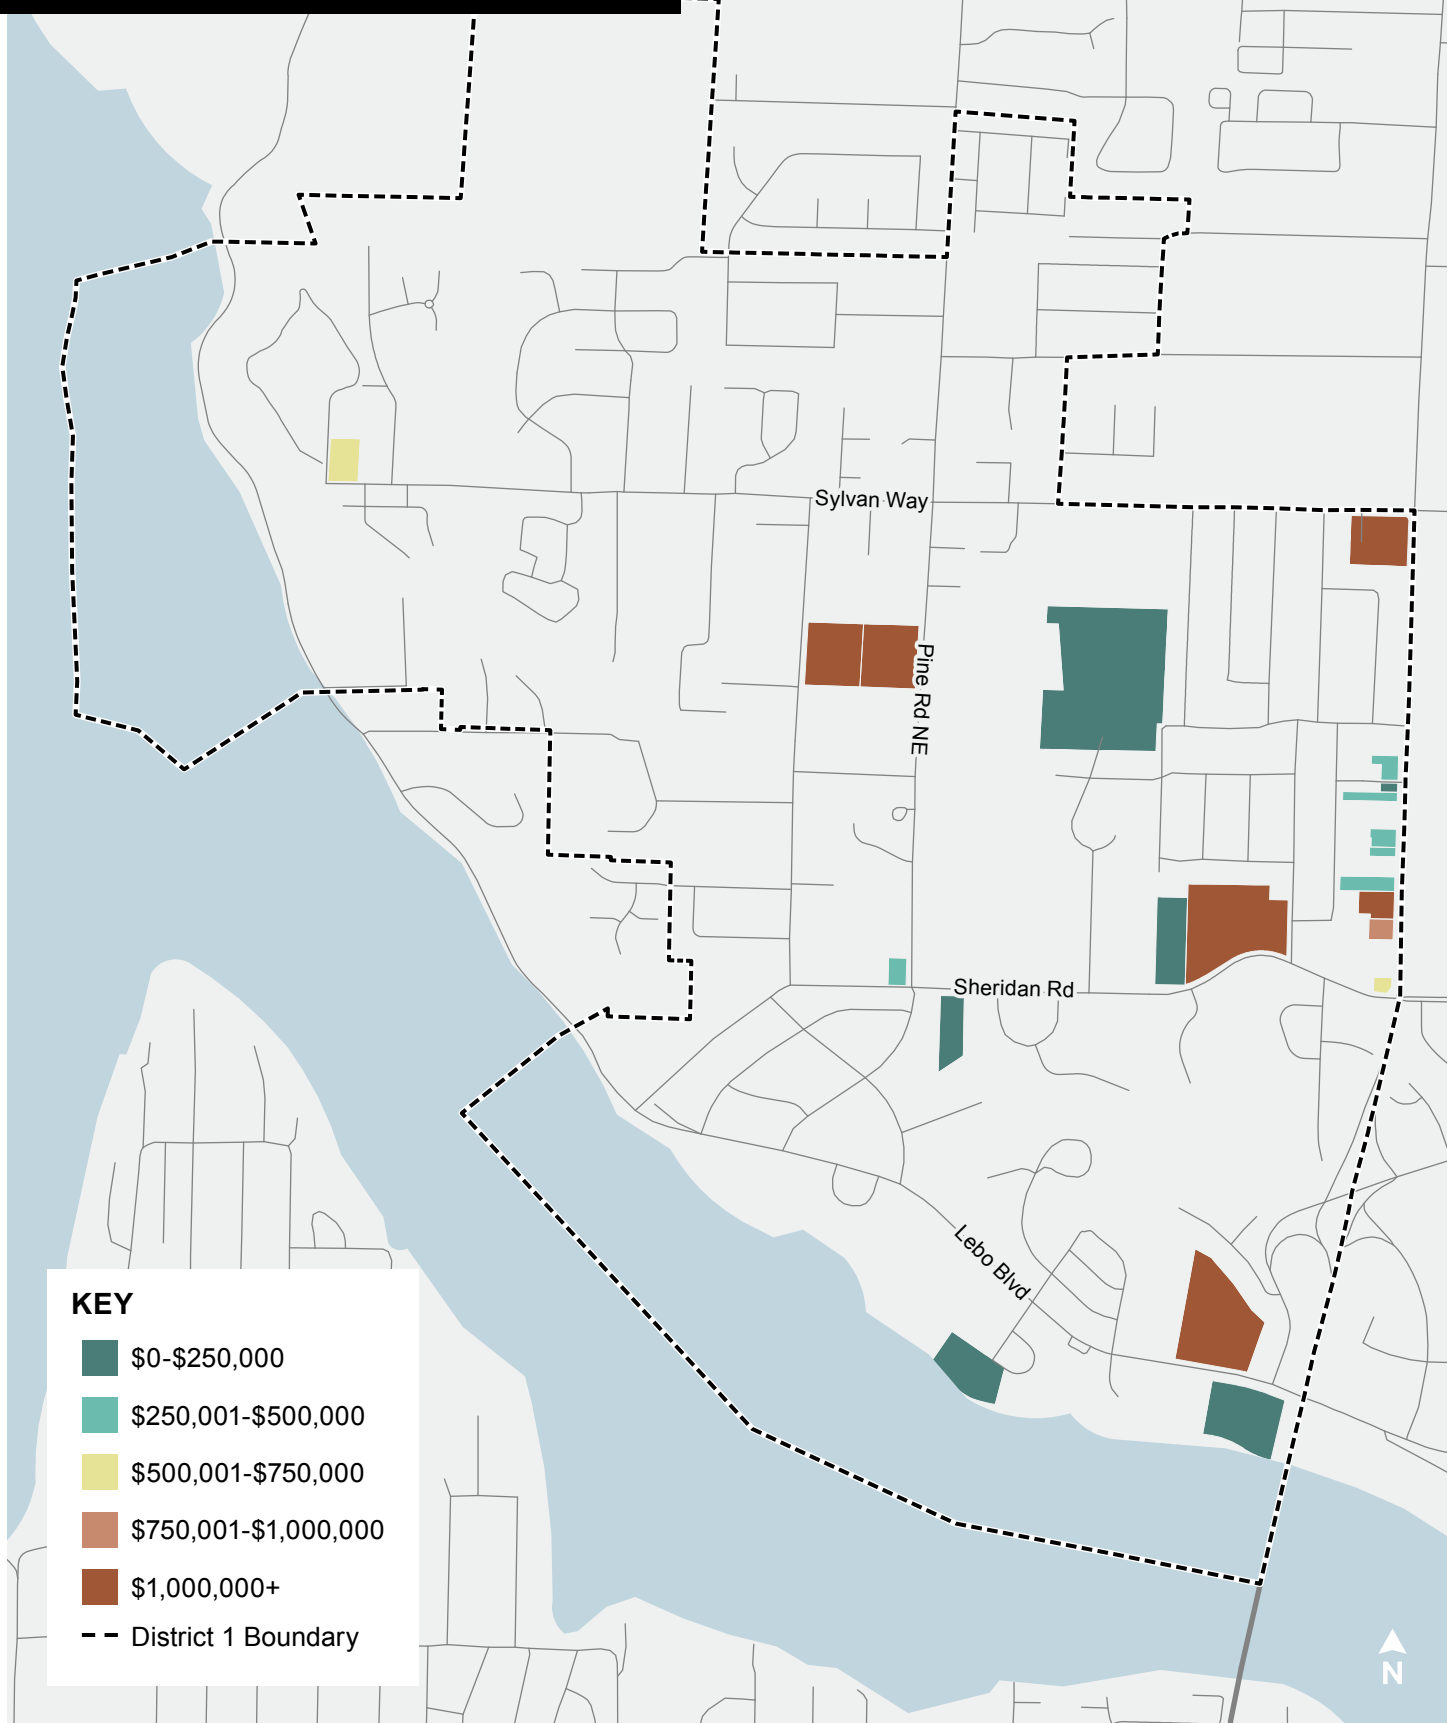 Sylvan Way
Pine Rd NE
Sheridan Rd
Lebo Blvd
KEY
$0-$250,000
$250,001-$500,000
$500,001-$750,000
$750,001-$1,000,000
$1,000,000+
District 1 Boundary
N